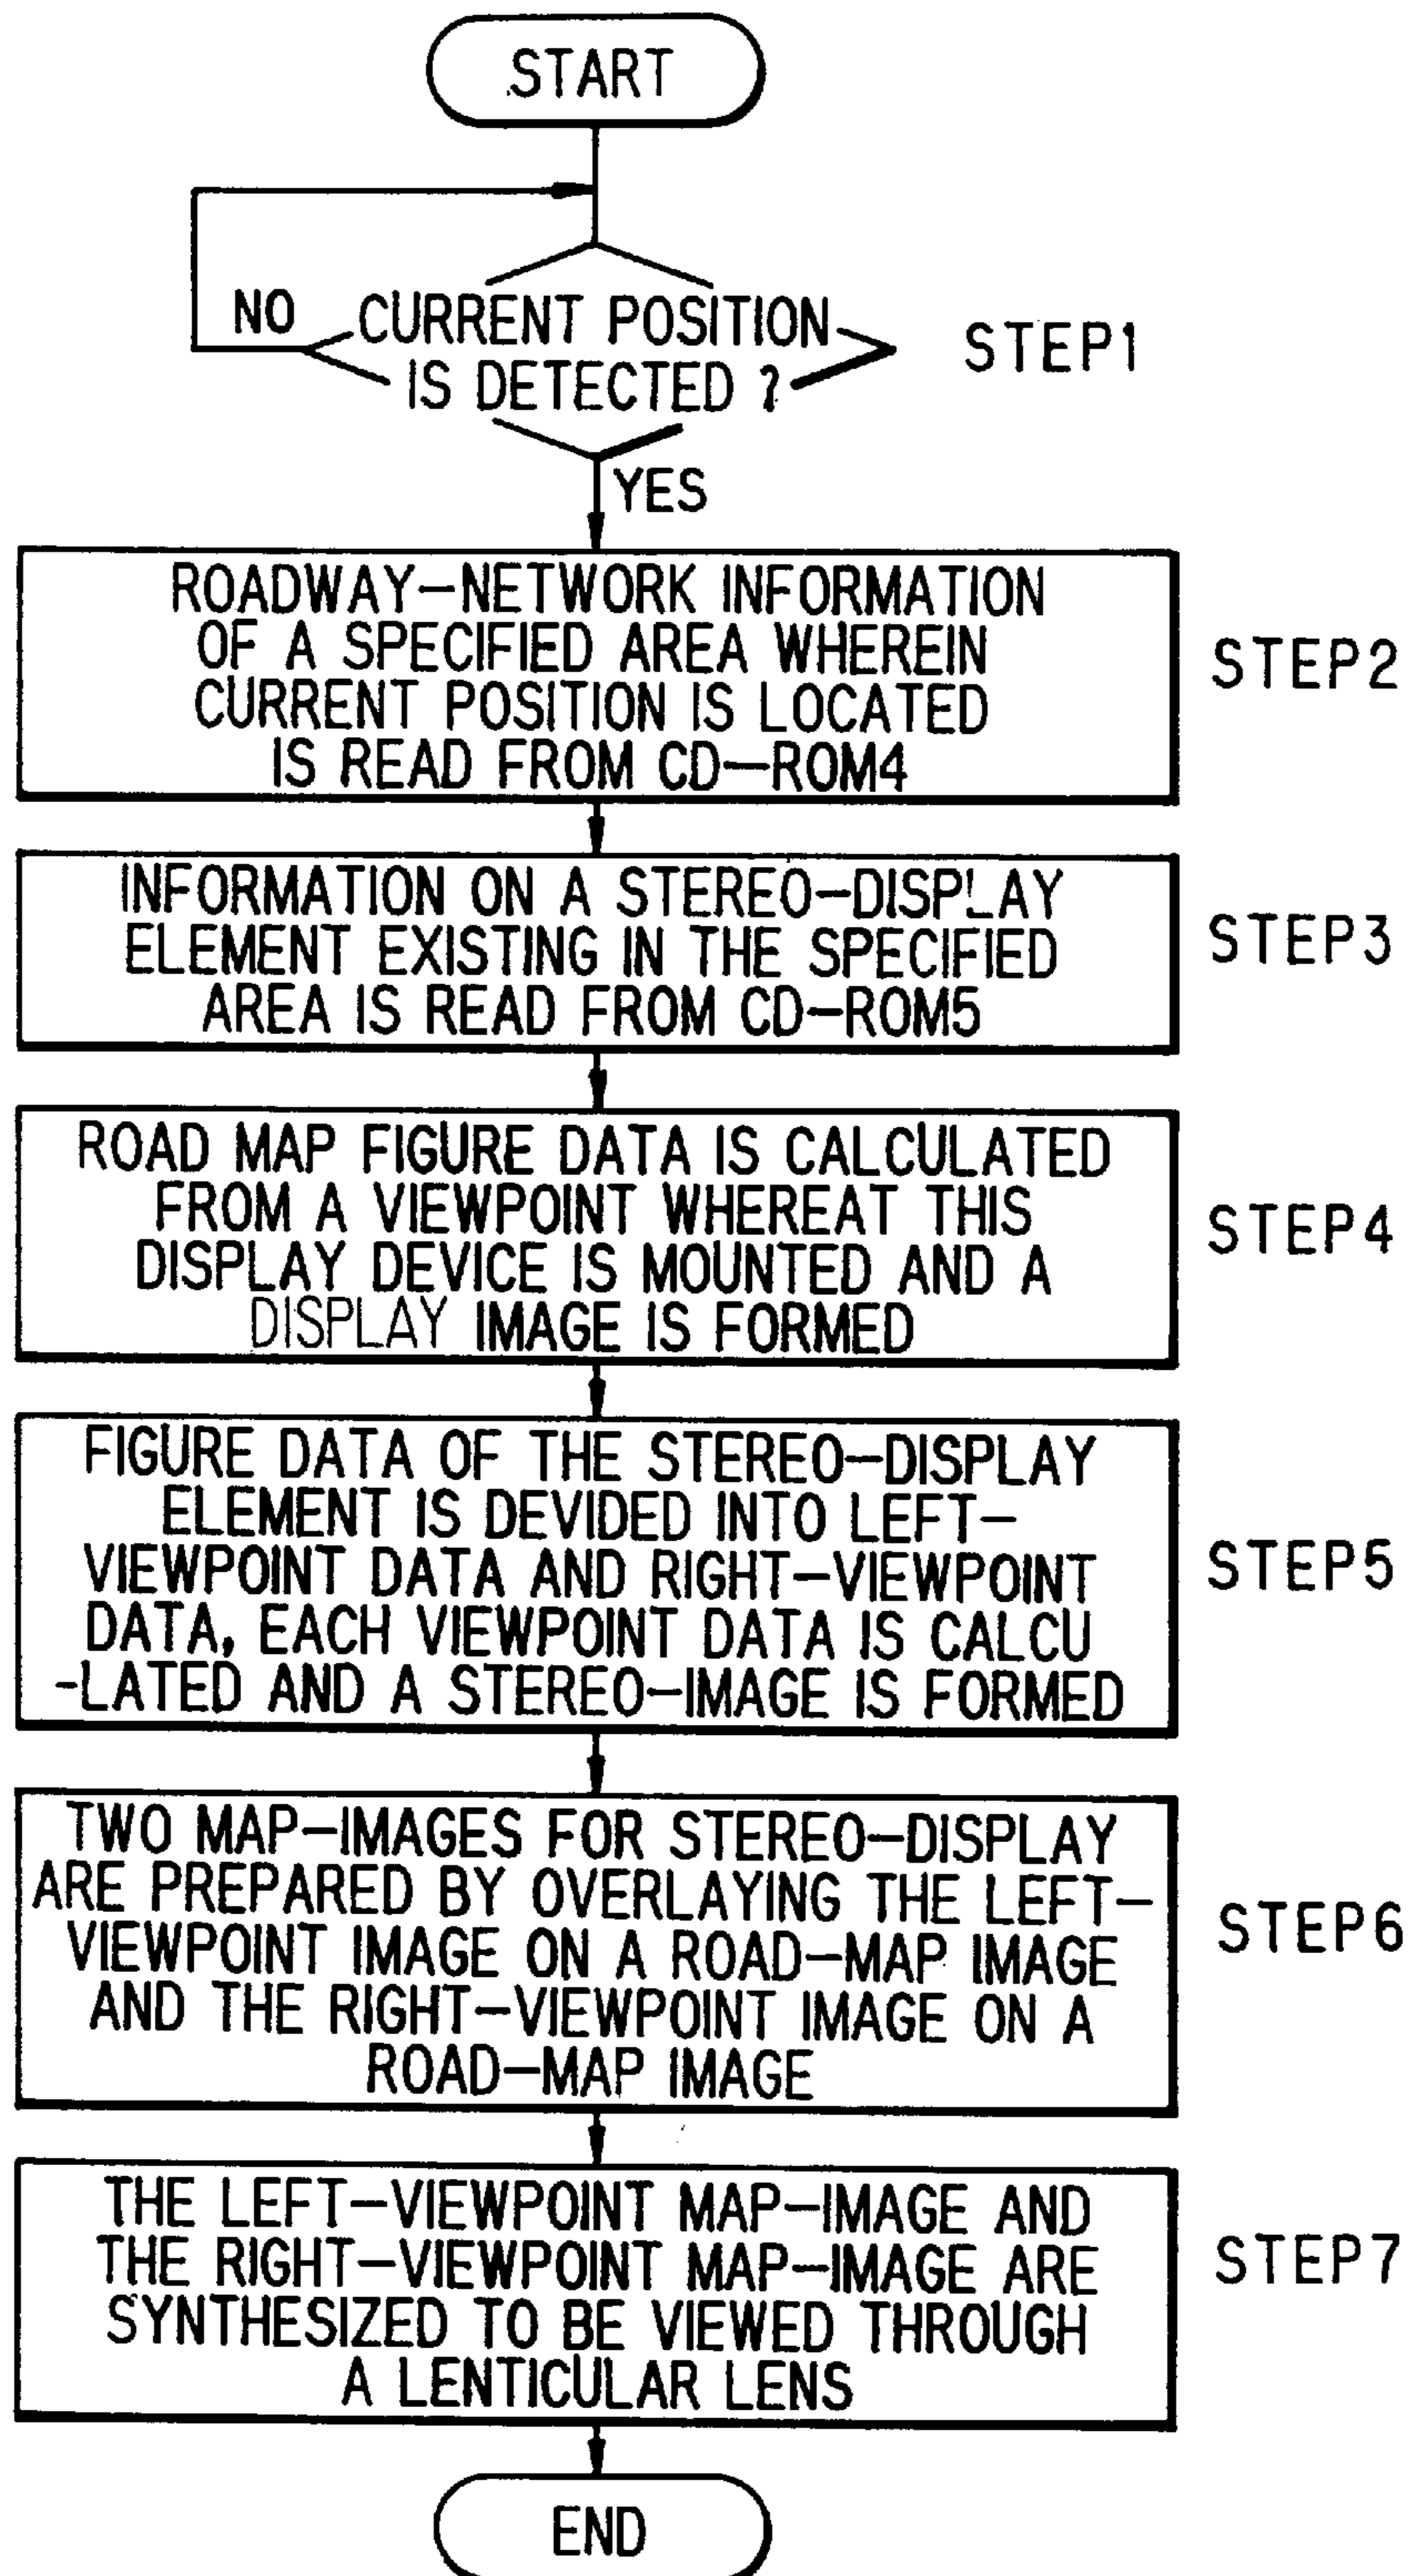 START
NO
CURRENT POSITION
IS DETECTED ?
STEP1
YES
ROADWAY-NETWORK INFORMATION
OF A SPECIFIED AREA WHEREIN
CURRENT POSITION IS LOCATED
IS READ FROM CD-ROM4
STEP2
INFORMATION ON A STEREO-DISPLAY
ELEMENT EXISTING IN THE SPECIFIED
AREA IS READ FROM CD-ROM5
STEP3
ROAD MAP FIGURE DATA IS CALCULATED
FROM A VIEWPOINT WHEREAT THIS
DISPLAY DEVICE IS MOUNTED AND A
DISPLAY IMAGE IS FORMED
STEP4
FIGURE DATA OF THE STEREO-DISPLAY
ELEMENT IS DEVIDED INTO LEFT-
VIEWPOINT DATA AND RIGHT-VIEWPOINT
DATA, EACH VIEWPOINT DATA IS CALCU
-LATED AND A STEREO-IMAGE IS FORMED
STEP5
TWO MAP-IMAGES FOR STEREO-DISPLAY
ARE PREPARED BY OVERLAYING THE LEFT-
VIEWPOINT IMAGE ON A ROAD-MAP IMAGE
AND THE RIGHT-VIEWPOINT IMAGE ON A
ROAD-MAP IMAGE
STEP6
THE LEFT-VIEWPOINT MAP-IMAGE AND
THE RIGHT-VIEWPOINT MAP-IMAGE ARE
SYNTHESIZED TO BE VIEWED THROUGH
A LENTICULAR LENS
STEP7
END